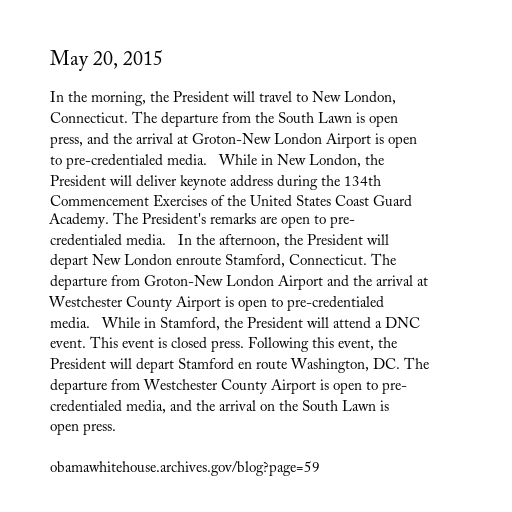 May 20, 2015
In the morning, the President will travel to New London,
Connecticut. The departure from the South Lawn is open
press, and the arrival at Groton-New London Airport is open
to pre-credentialed media.   While in New London, the
President will deliver keynote address during the 134th
Commencement Exercises of the United States Coast Guard
Academy. The President's remarks are open to pre-
credentialed media.   In the afternoon, the President will
depart New London enroute Stamford, Connecticut. The
departure from Groton-New London Airport and the arrival at
Westchester County Airport is open to pre-credentialed
media.   While in Stamford, the President will attend a DNC
event. This event is closed press. Following this event, the
President will depart Stamford en route Washington, DC. The
departure from Westchester County Airport is open to pre-
credentialed media, and the arrival on the South Lawn is
open press.
obamawhitehouse.archives.gov/blog?page=59